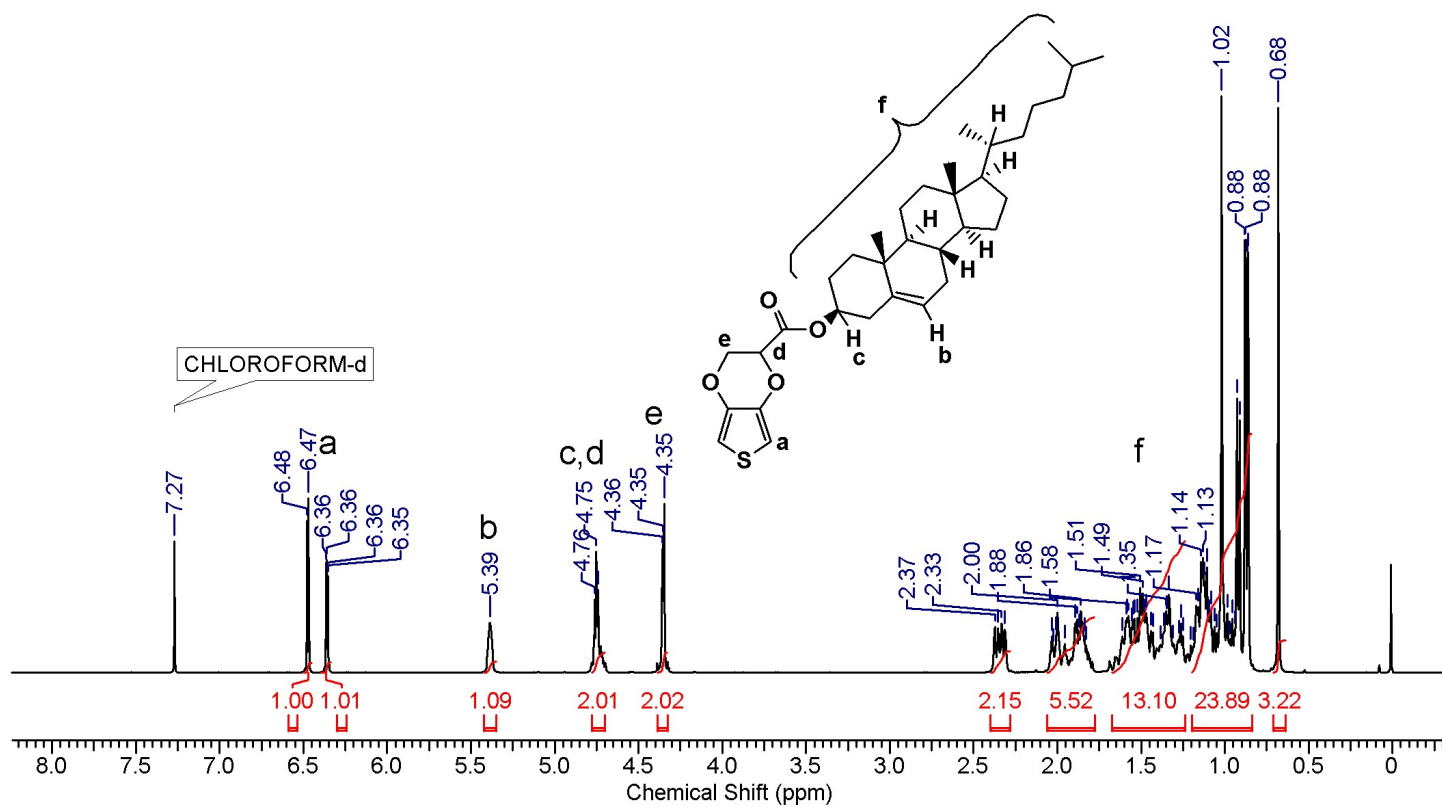 CHLOROFORM-d
7.27
6.48
6.47
6.36
6.36
6.36
6.35
a
b
5.39
c,d
4.76
4.75
e
4.36
4.35
4.35
f
2.37
2.33
2.00
1.88
1.86
1.58
1.51
1.49
1.35
1.17
1.14
1.13
1.02
0.88
0.88
0.68
f
H
H
H
H
H
O
O
H
H
e
d
c
b
O
O
S
a
1.00 1.01 1.09 2.01 2.02 2.15 5.52 13.10 23.89 3.22
8.0 7.5 7.0 6.5 6.0 5.5 5.0 4.5 4.0 3.5 3.0 2.5 2.0 1.5 1.0 0.5 0
Chemical Shift (ppm)